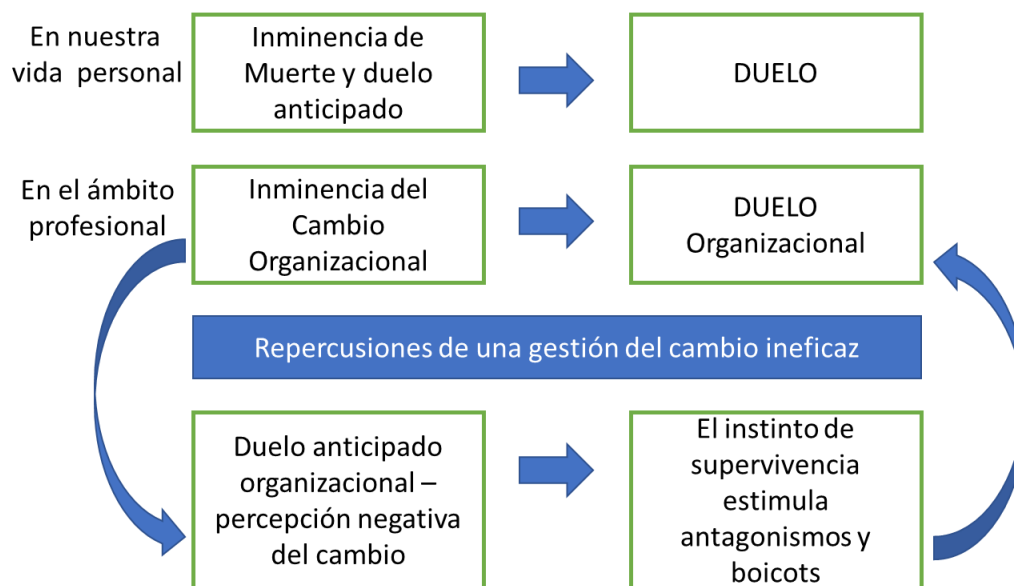 En nuestra
vida  personal
Inminencia de
Muerte y duelo
anticipado
DUELO
En el ámbito
profesional
Inminencia del
Cambio
Organizacional
DUELO
Organizacional
Repercusiones de una gestión del cambio ineficaz
Duelo anticipado
organizacional –
percepción negativa
del cambio
El instinto de
supervivencia
estimula
antagonismos y
boicots